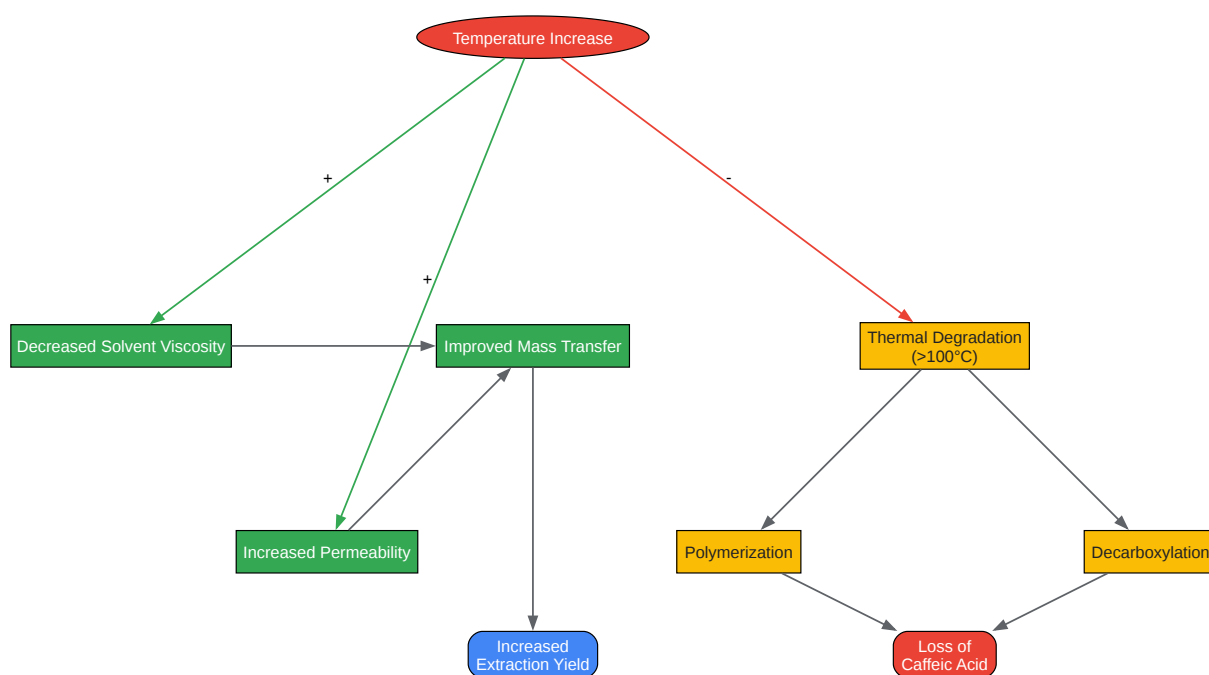 Temperature Increase
+
-
+
Decreased Solvent Viscosity
Improved Mass Transfer
Thermal Degradation
(>100°C)
Increased Permeability
Polymerization
Decarboxylation
Increased
Extraction Yield
Loss of
Caffeic Acid